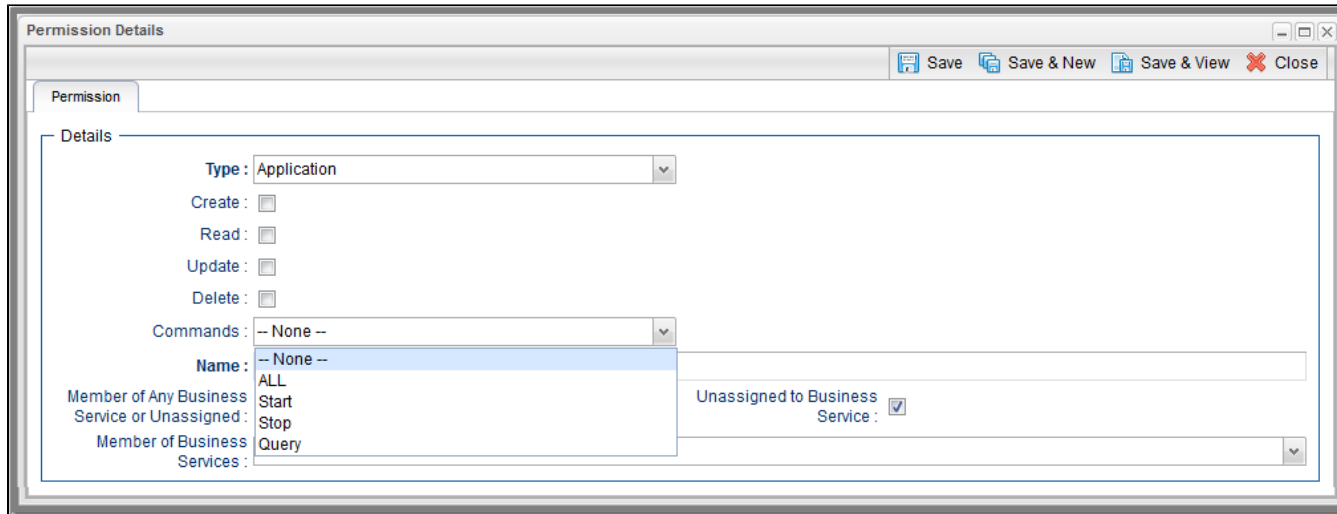 Permission Details
Save Save & New Save & View Close
Permission
Details
Type : Application
Create :
Read :
Update :
Delete :
Commands : -- None --
Name : -- None --
ALL
Member of Any Business Service or Unassigned :
Start
Unassigned to Business Service :
Stop
Member of Business Services :
Query